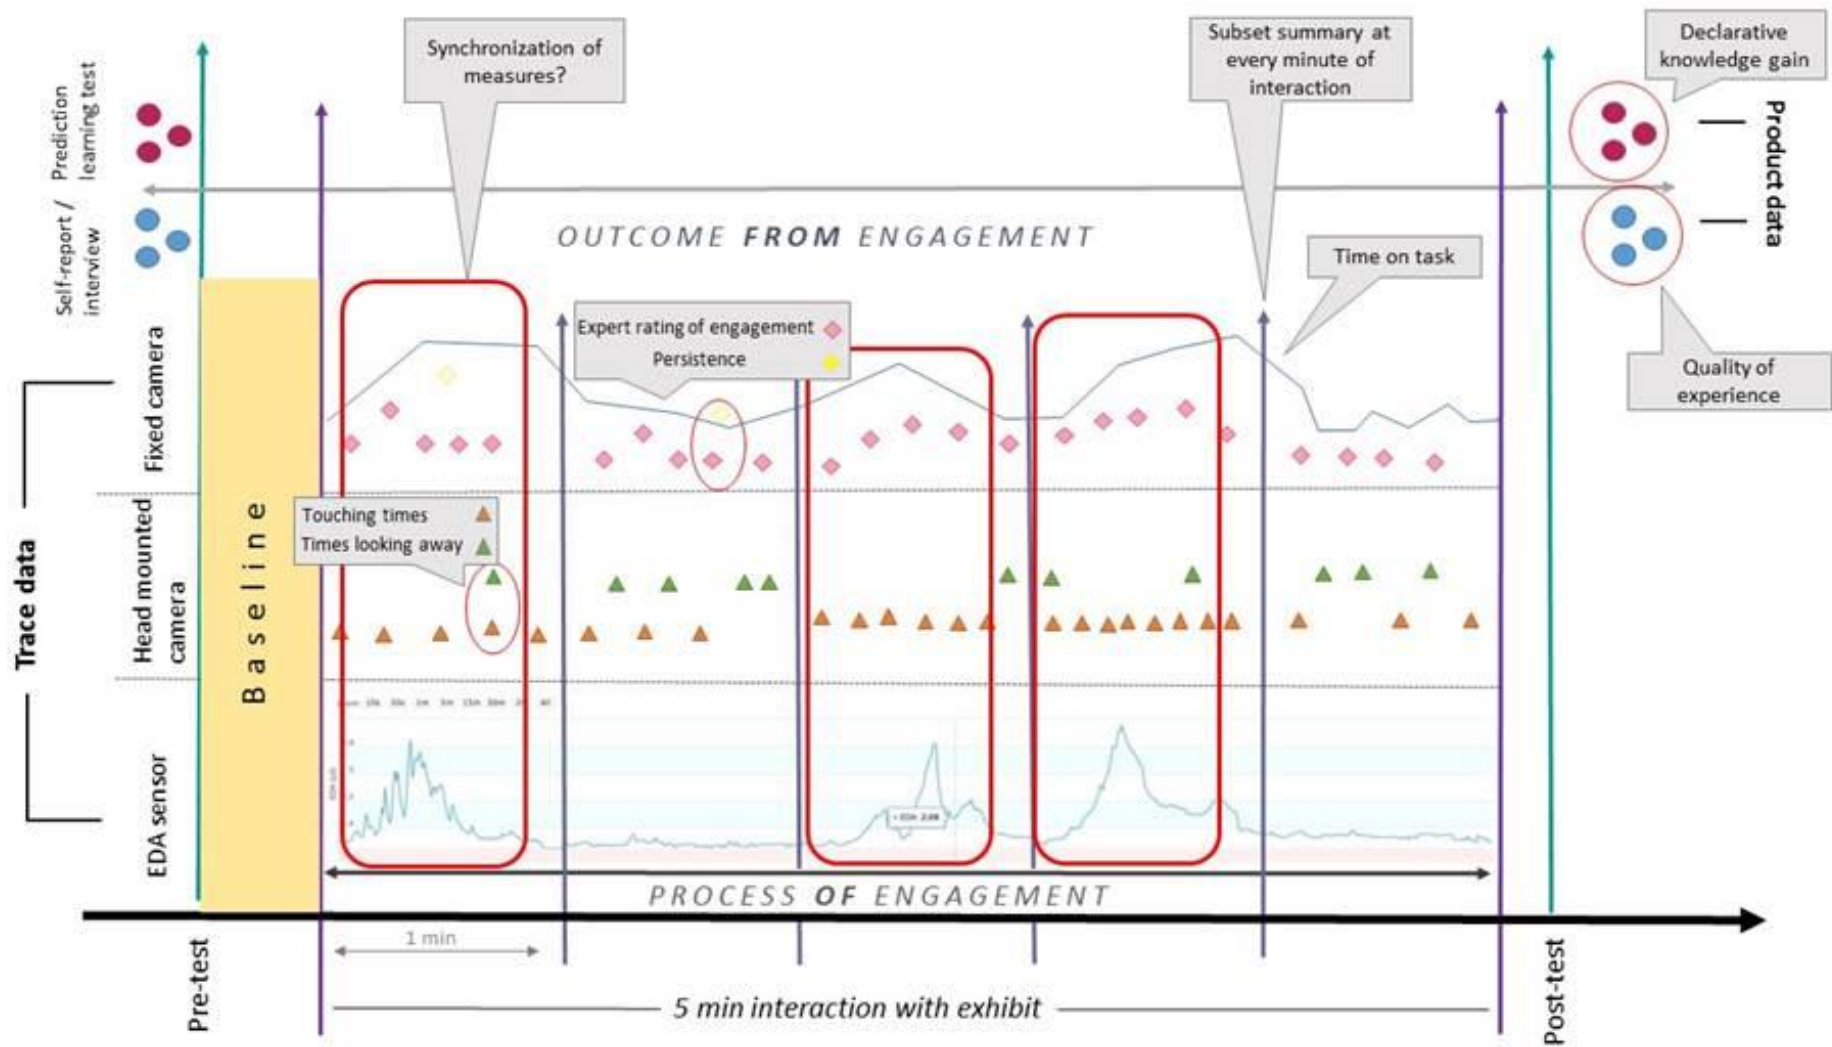 Synchronization of
measures?
Subset summary at
every minute of
interaction
Declarative
knowledge gain
Prediction
learning test
Product data
Self-report /
interview
OUTCOME FROM ENGAGEMENT
Time on task
Expert rating of engagement
Persistence
Quality of
experience
Fixed camera
Touching times
Times looking away
Trace data
Head mounted
camera
Baseline
EDA sensor
PROCESS OF ENGAGEMENT
1 min
Pre-test
5 min interaction with exhibit
Post-test